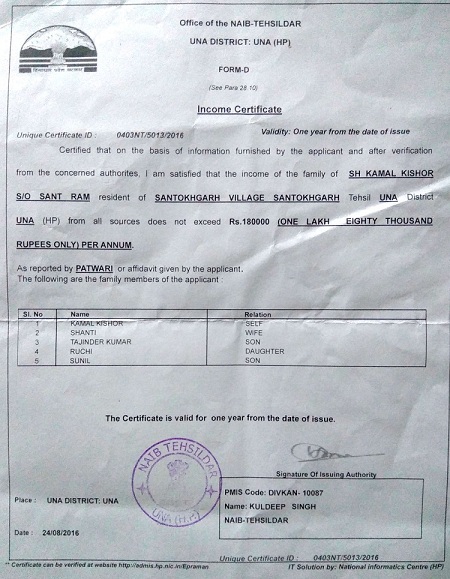 Office of the NAIB-TEHSILDAR
UNA DISTRICT: UNA (HP)
FORM-D
(See Para 28.10)
Income Certificate
Unique Certificate ID : 0403NT/5013/2016 Validity: One year from the date of issue
Certified that on the basis of information furnished by the applicant and after verification
from the concerned authorites, I am satisfied that the income of the family of SH KAMAL KISHOR
S/O SANT RAM resident of SANTOKHGARH VILLAGE SANTOKHGARH Tehsil UNA District
UNA (HP) from all sources does not exceed Rs.180000 (ONE LAKH EIGHTY THOUSAND
RUPEES ONLY) PER ANNUM.
As reported by PATWARI or affidavit given by the applicant.
The following are the family members of the applicant :
Sl. No Name Relation
1 KAMAL KISHOR SELF
2 SHANTI WIFE
3 TAJINDER KUMAR SON
4 RUCHI DAUGHTER
5 SUNIL SON
The Certificate is valid for one year from the date of issue.
NAIB TEHSILDAR
UNA (H.P.)
Signature Of Issuing Authority
PMIS Code: DIVKAN- 10087
Name: KULDEEP SINGH
NAIB-TEHSILDAR
Place : UNA DISTRICT: UNA
Date : 24/08/2016
Unique Certificate ID : 0403NT/5013/2016
** Certificate can be verified at website http://admis.hp.nic.in/Epraman IT Solution by: National Informatics Centre (HP)